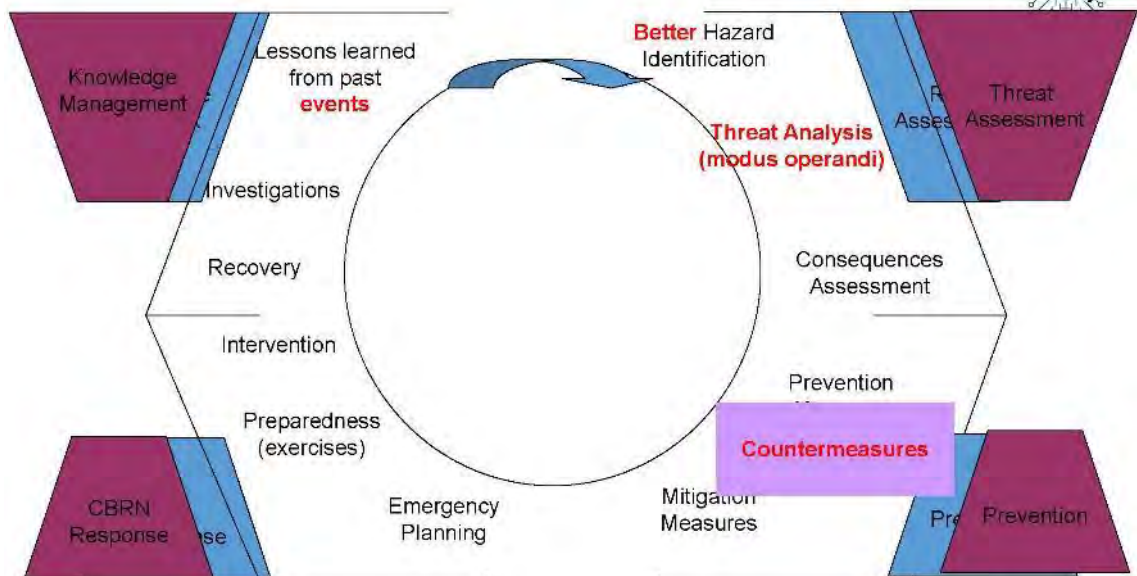 Knowledge
Management
Lessons learned
from past
events
Better Hazard
Identification
Threat
Assessment
Threat Analysis
(modus operandi)
Investigations
Recovery
Consequences
Assessment
Intervention
Prevention
Preparedness
(exercises)
Countermeasures
Emergency
Planning
Mitigation
Measures
CBRN
Response
Prevention